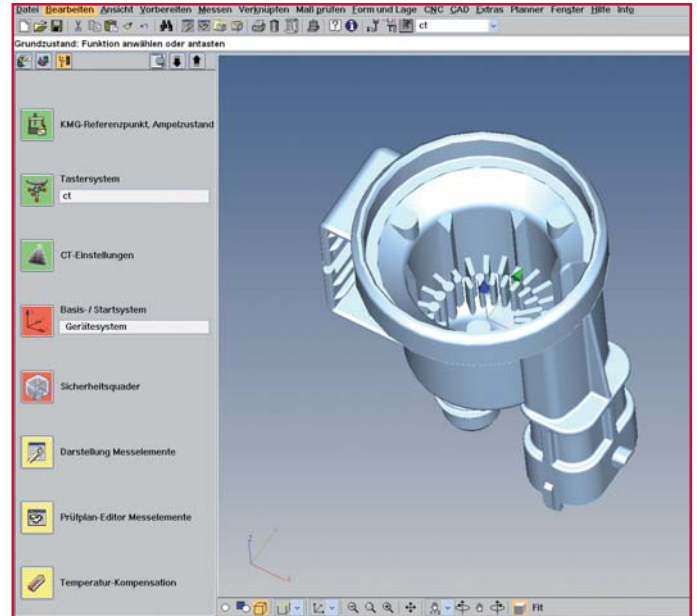 Datei Bearbeiten Ansicht Vorbereiten Messen Verknüpfen Maß prüfen Form und Lage CNC CAD Extras Planner Fenster Hilfe Info
ct
Grundzustand: Funktion anwählen oder antasten
KMG-Referenzpunkt, Ampelzustand
Tastersystem
ct
CT-Einstellungen
Basis-/ Startsystem
Gerätesystem
Sicherheitsquader
Darstellung Messelemente
Prüfplan-Editor Messelemente
Temperatur-Kompensation
Z
Y
X
Fit